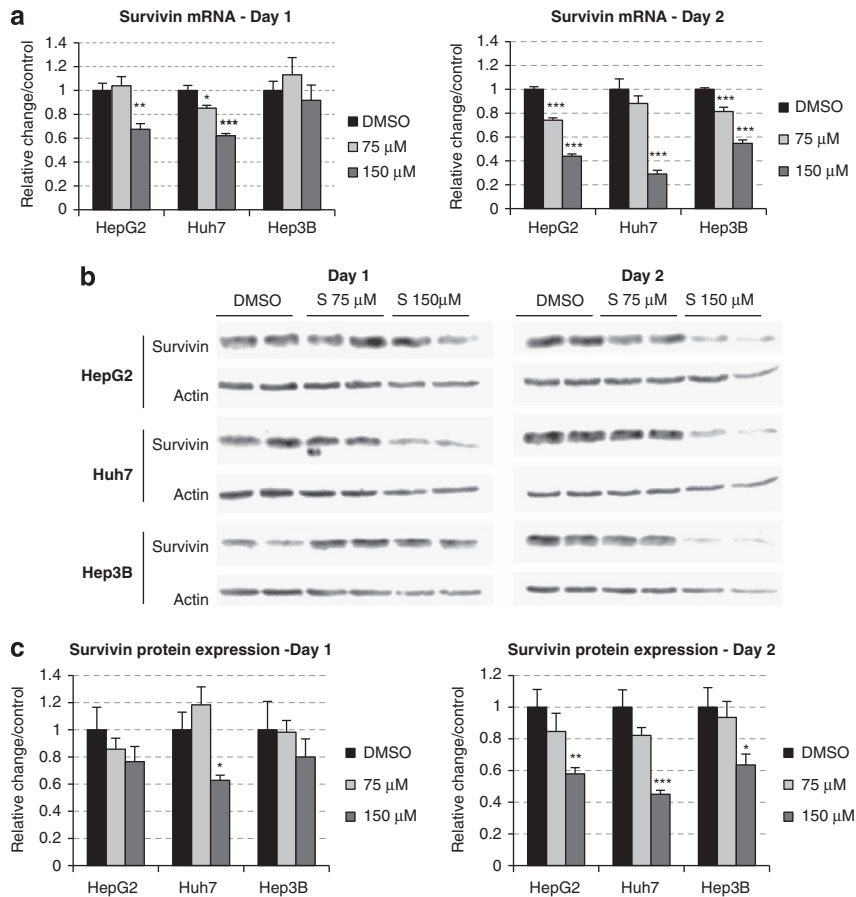 a
Survivin mRNA - Day 1
Relative change/control
1.4
1.2
1
0.8
0.6
0.4
0.2
0
**
*
***
HepG2 Huh7 Hep3B
DMSO
75 µM
150 µM
Survivin mRNA - Day 2
Relative change/control
1.4
1.2
1
0.8
0.6
0.4
0.2
0
***
***
***
***
***
HepG2 Huh7 Hep3B
DMSO
75 µM
150 µM
b
Day 1 Day 2
DMSO S 75 µM S 150µM DMSO S 75 µM S 150 µM
HepG2
Survivin
Actin
Huh7
Survivin
Actin
Hep3B
Survivin
Actin
c
Survivin protein expression -Day 1
Relative change/control
1.4
1.2
1
0.8
0.6
0.4
0.2
0
*
HepG2 Huh7 Hep3B
DMSO
75 µM
150 µM
Survivin protein expression - Day 2
Relative change/control
1.2
1
0.8
0.6
0.4
0.2
0
**
***
*
HepG2 Huh7 Hep3B
DMSO
75 µM
150 µM